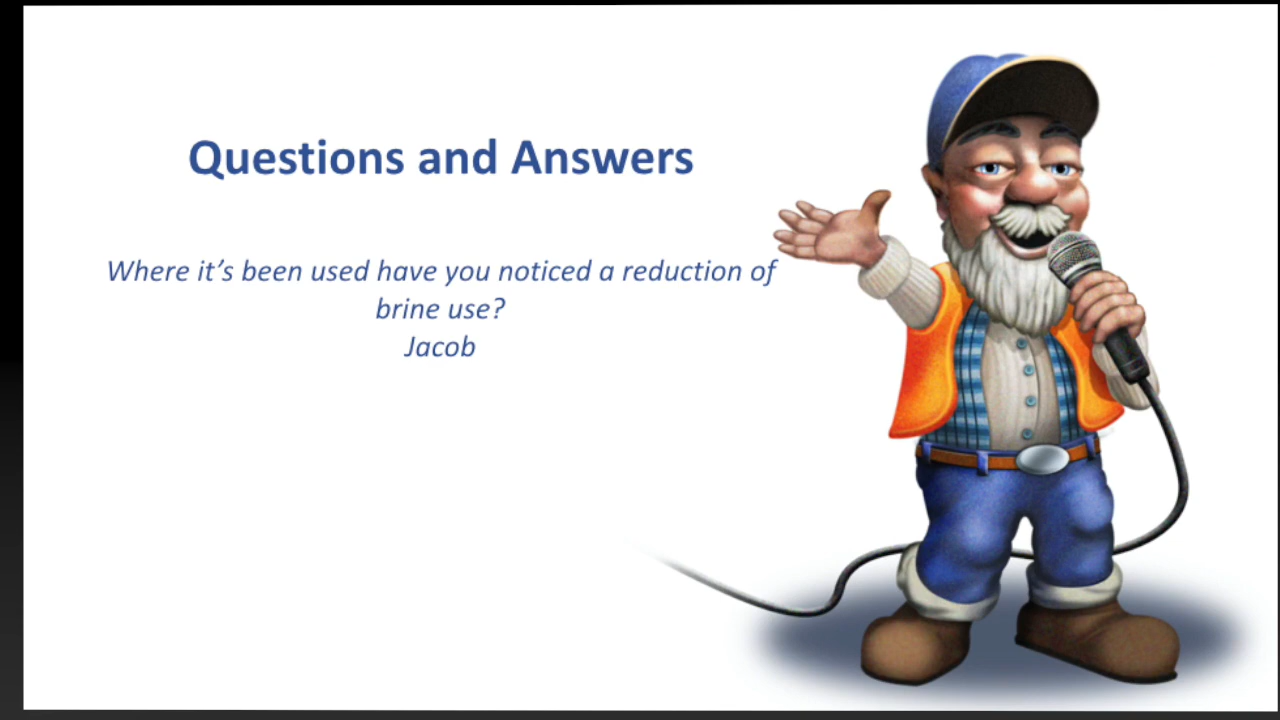 Questions and Answers
Where it’s been used have you noticed a reduction of
brine use?
Jacob